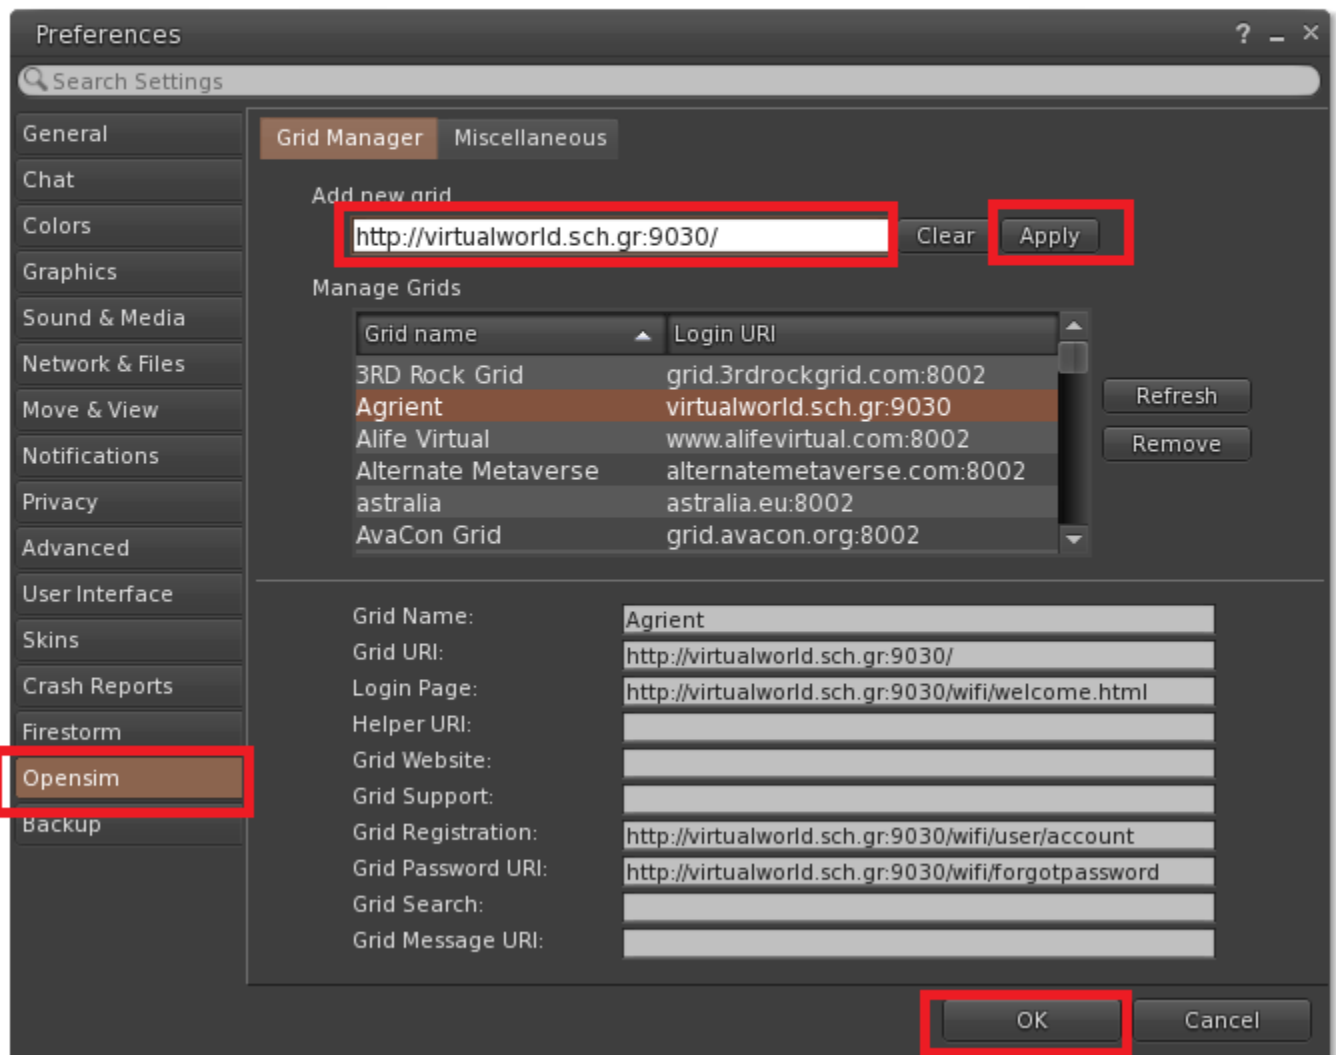 Preferences
? _ ×
Search Settings
General
Chat
Colors
Graphics
Sound & Media
Network & Files
Move & View
Notifications
Privacy
Advanced
User Interface
Skins
Crash Reports
Firestorm
Opensim
Backup
Grid Manager Miscellaneous
Add new grid
http://virtualworld.sch.gr:9030/ Clear Apply
Manage Grids
Grid name Login URI
3RD Rock Grid grid.3rdrockgrid.com:8002
Agrient virtualworld.sch.gr:9030
Alife Virtual www.alifevirtual.com:8002
Alternate Metaverse alternatemetaverse.com:8002
astralia astralia.eu:8002
AvaCon Grid grid.avacon.org:8002
Refresh
Remove
Grid Name: Agrient
Grid URI: http://virtualworld.sch.gr:9030/
Login Page: http://virtualworld.sch.gr:9030/wifi/welcome.html
Helper URI:
Grid Website:
Grid Support:
Grid Registration: http://virtualworld.sch.gr:9030/wifi/user/account
Grid Password URI: http://virtualworld.sch.gr:9030/wifi/forgotpassword
Grid Search:
Grid Message URI:
OK Cancel